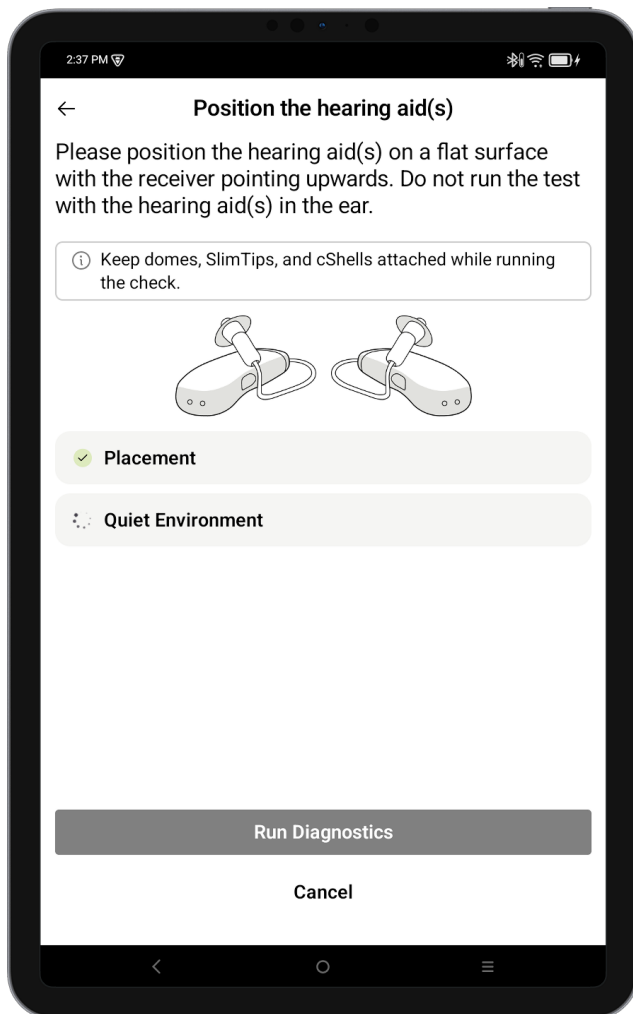 2:37 PM
Position the hearing aid(s)
Please position the hearing aid(s) on a flat surface
with the receiver pointing upwards. Do not run the test
with the hearing aid(s) in the ear.
Keep domes, SlimTips, and cShells attached while running
the check.
Placement
Quiet Environment
Run Diagnostics
Cancel